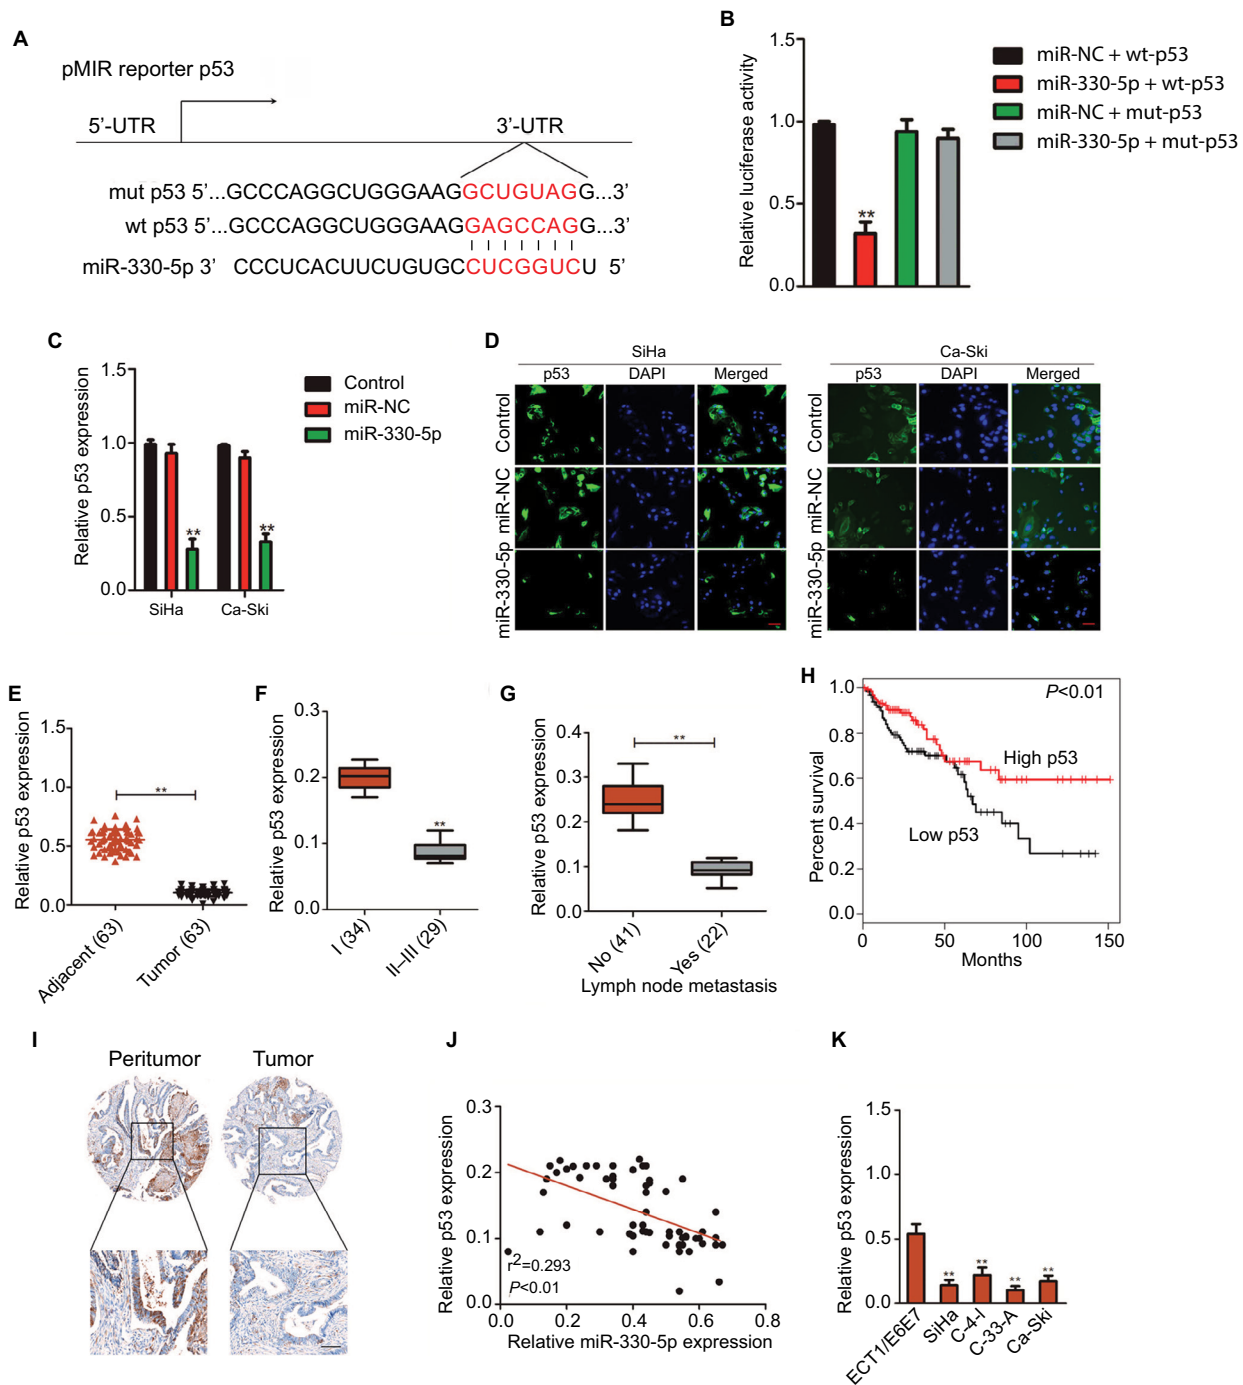 A
pMIR reporter p53
5’-UTR
3’-UTR
mut p53 5’...GCCCAGGCUGGGAAGGCUGUAGG...3’
wt p53 5’...GCCCAGGCUGGGAAGGAGCCAGG...3’
miR-330-5p 3’ CCCUCACUUCUGUGCCUCGGUCU 5’
B
Relative luciferase activity
1.5
1.0
0.5
0.0
**
miR-NC + wt-p53
miR-330-5p + wt-p53
miR-NC + mut-p53
miR-330-5p + mut-p53
C
Relative p53 expression
1.5
1.0
0.5
0.0
**
**
SiHa
Ca-Ski
Control
miR-NC
miR-330-5p
D
SiHa
p53
DAPI
Merged
Control
miR-NC
miR-330-5p
Ca-Ski
p53
DAPI
Merged
Control
miR-NC
miR-330-5p
E
Relative p53 expression
1.5
1.0
0.5
0.0
**
Adjacent (63)
Tumor (63)
F
Relative p53 expression
0.3
0.2
0.1
0.0
**
I (34)
II–III (29)
G
Relative p53 expression
0.4
0.3
0.2
0.1
0.0
**
No (41)
Yes (22)
Lymph node metastasis
H
Percent survival
1.0
0.8
0.6
0.4
0.2
0.0
P<0.01
High p53
Low p53
0
50
100
150
Months
I
Peritumor
Tumor
J
Relative p53 expression
0.3
0.2
0.1
0.0
r2=0.293
P<0.01
0.0
0.2
0.4
0.6
0.8
Relative miR-330-5p expression
K
Relative p53 expression
1.5
1.0
0.5
0.0
**
**
**
**
ECT1/E6E7
SiHa
C-4-I
C-33-A
Ca-Ski